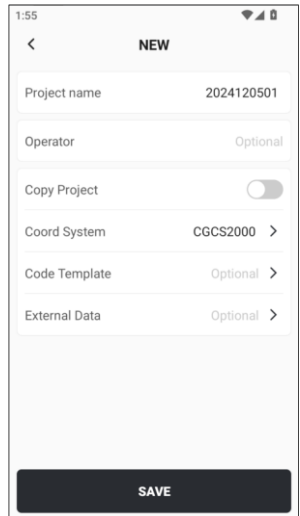 1:55
NEW
Project name 2024120501
Operator Optional
Copy Project
Coord System CGCS2000
Code Template Optional
External Data Optional
SAVE